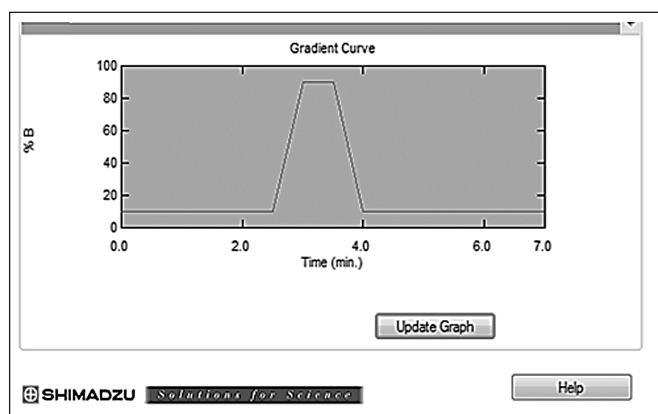 Gradient Curve
100
80
60
40
20
0
% B
0.0 2.0 4.0 6.0 7.0
Time (min.)
Update Graph
SHIMADZU Solutions for Science
Help